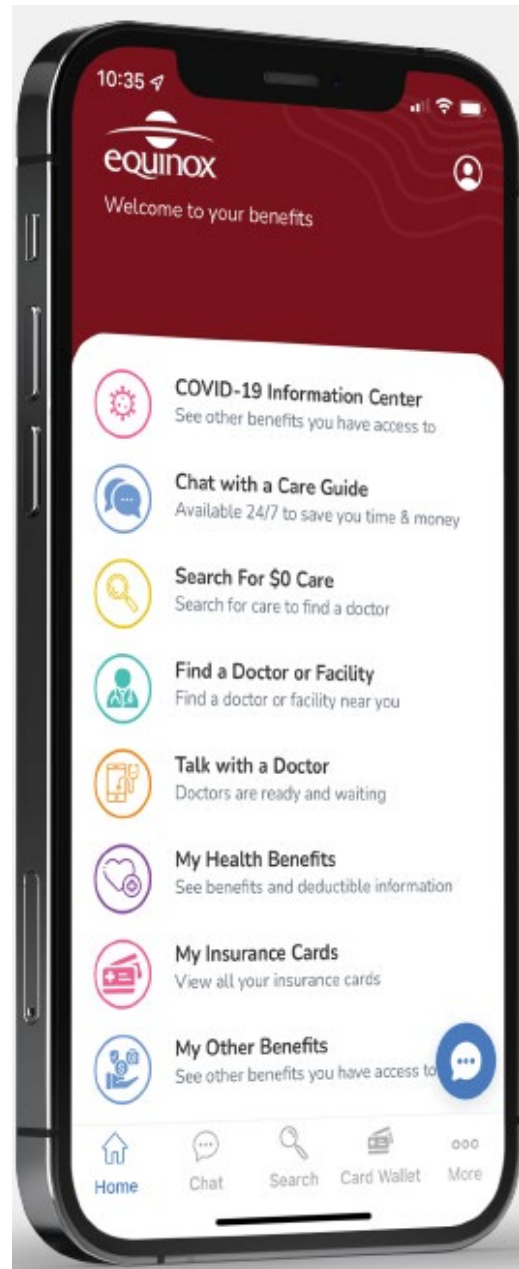 10:35
equinox
Welcome to your benefits
COVID-19 Information Center
See other benefits you have access to
Chat with a Care Guide
Available 24/7 to save you time & money
Search For $0 Care
Search for care to find a doctor
Find a Doctor or Facility
Find a doctor or facility near you
Talk with a Doctor
Doctors are ready and waiting
My Health Benefits
See benefits and deductible information
My Insurance Cards
View all your insurance cards
My Other Benefits
See other benefits you have access to
Home Chat Search Card Wallet More